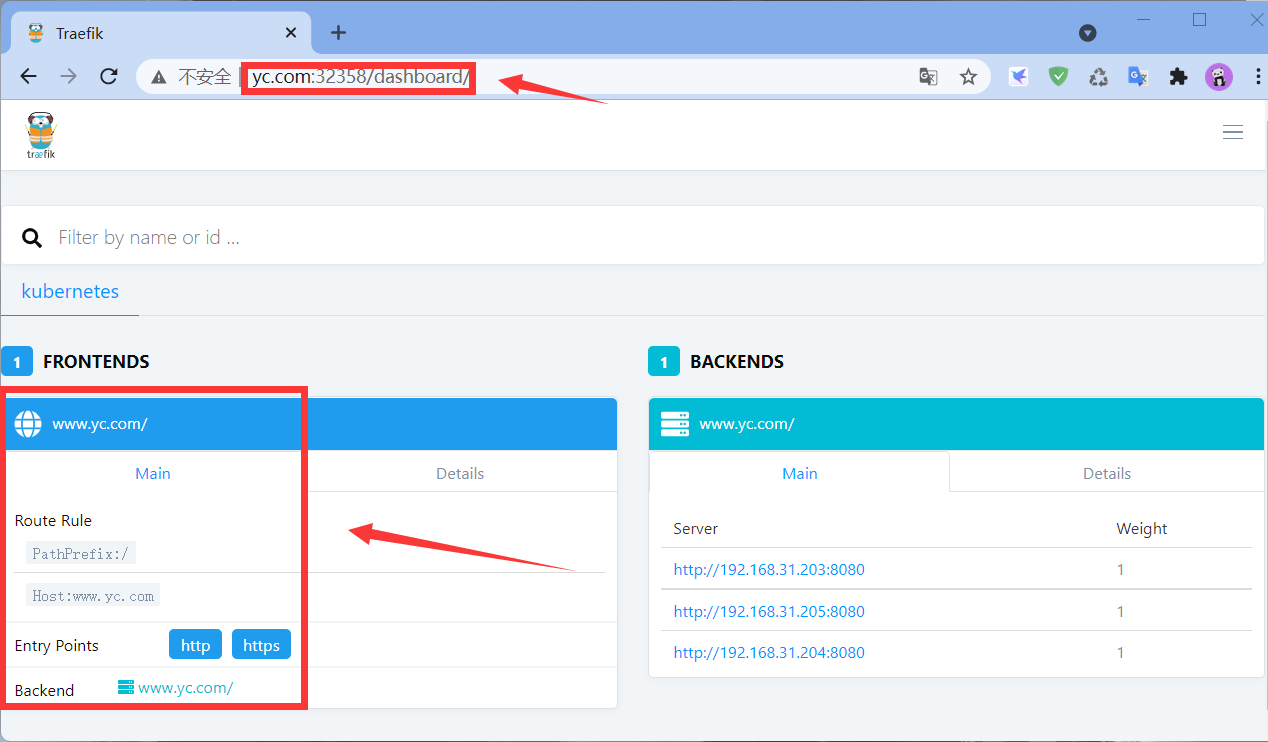 Traefik
不安全 yc.com:32358/dashboard/
træfik
Filter by name or id ...
kubernetes
1 FRONTENDS
www.yc.com/
Main Details
Route Rule
PathPrefix:/
Host:www.yc.com
Entry Points http https
Backend www.yc.com/
1 BACKENDS
www.yc.com/
Main Details
Server Weight
http://192.168.31.203:8080 1
http://192.168.31.205:8080 1
http://192.168.31.204:8080 1